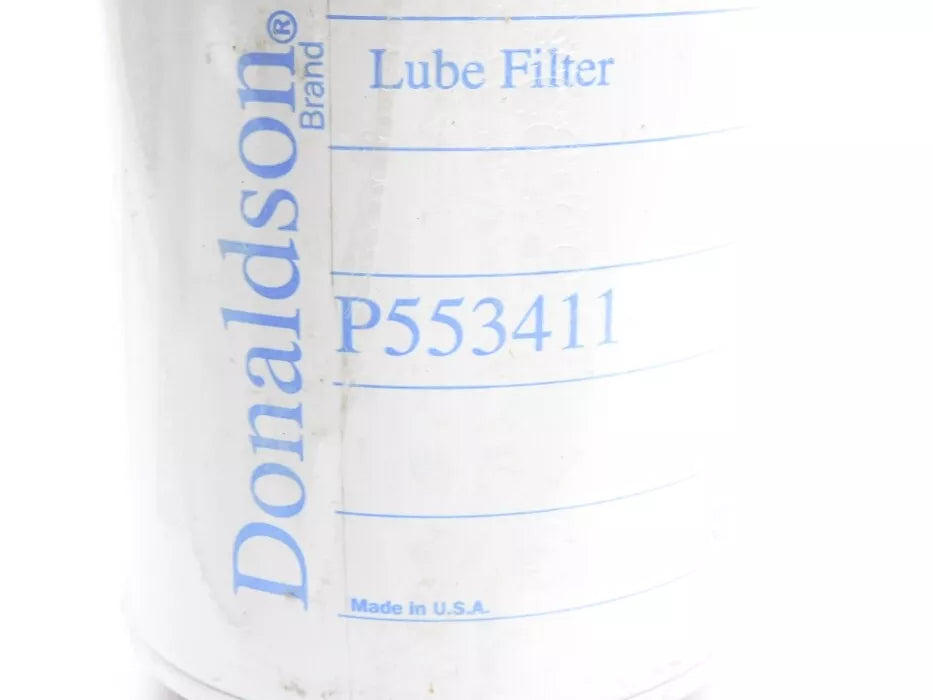 Donaldson®
Brand
Lube Filter
P553411
Made in U.S.A.